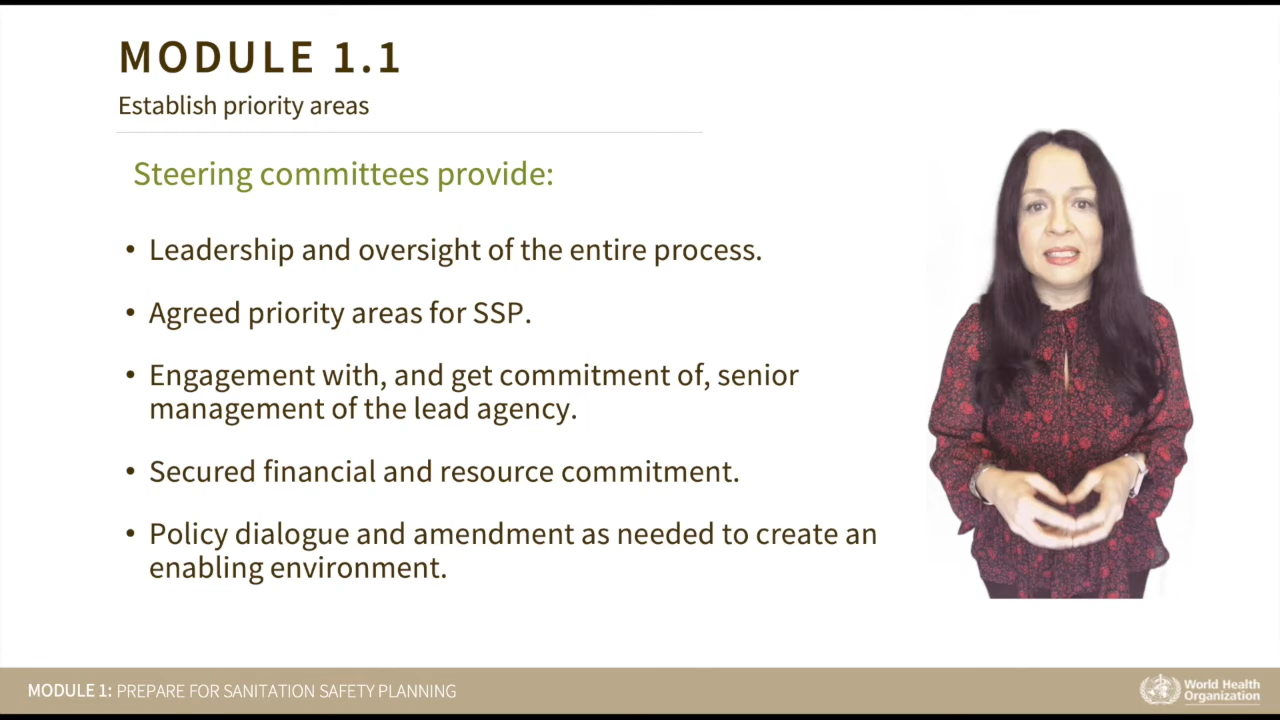 MODULE 1.1
Establish priority areas
Steering committees provide:
• Leadership and oversight of the entire process.
• Agreed priority areas for SSP.
• Engagement with, and get commitment of, senior
management of the lead agency.
• Secured financial and resource commitment.
• Policy dialogue and amendment as needed to create an
enabling environment.
MODULE 1: PREPARE FOR SANITATION SAFETY PLANNING
World Health
Organization